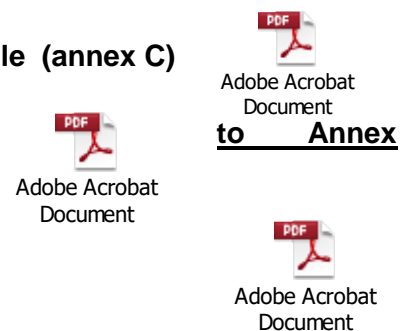 PDF
Adobe Acrobat
Document
le (annex C)
to Annex
PDF
Adobe Acrobat
Document
PDF
Adobe Acrobat
Document